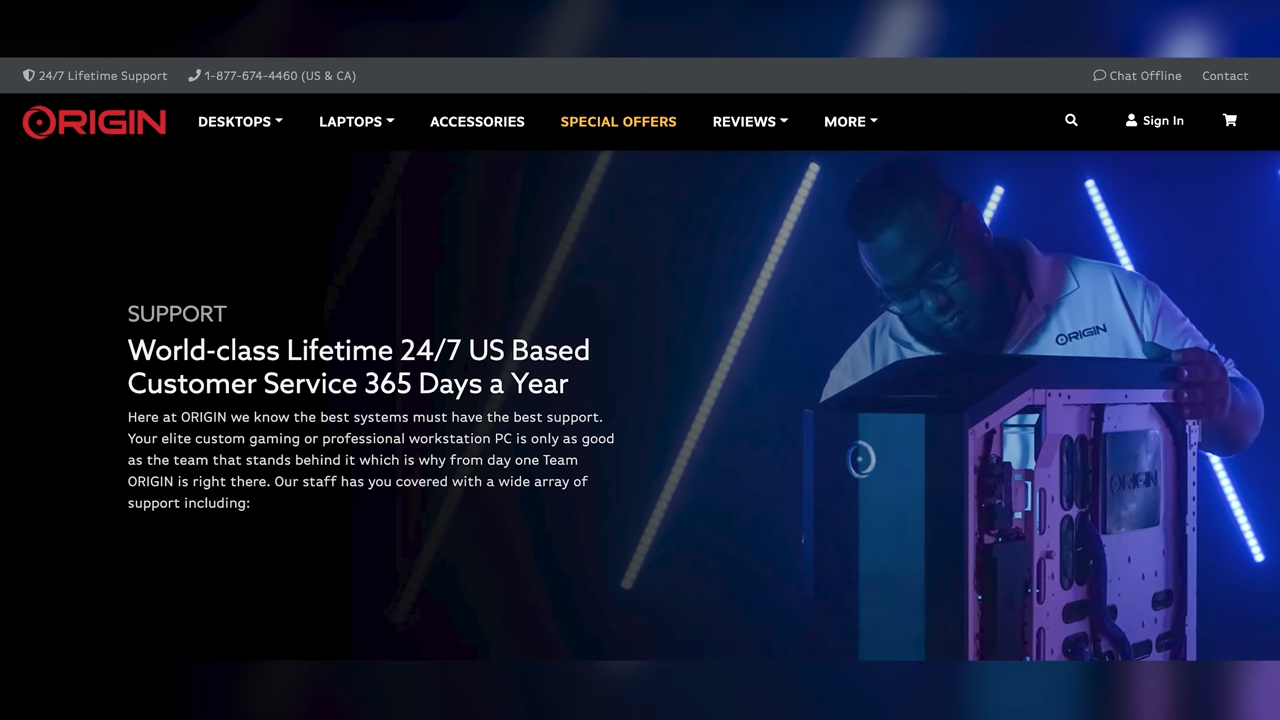 24/7 Lifetime Support 1-877-674-4460 (US & CA) Chat Offline Contact
ORIGIN DESKTOPS LAPTOPS ACCESSORIES SPECIAL OFFERS REVIEWS MORE Sign In
ORIGIN
SUPPORT
World-class Lifetime 24/7 US Based
Customer Service 365 Days a Year
Here at ORIGIN we know the best systems must have the best support.
Your elite custom gaming or professional workstation PC is only as good
as the team that stands behind it which is why from day one Team
ORIGIN is right there. Our staff has you covered with a wide array of
support including:
ORIGIN